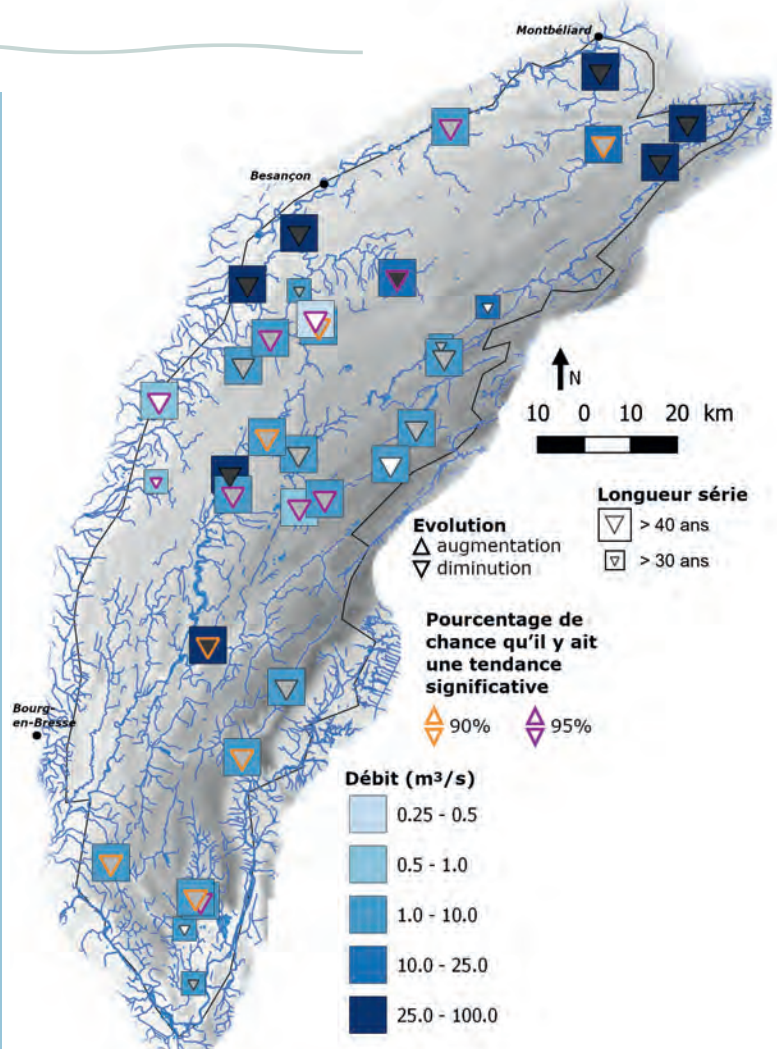 Montbéliard
Besançon
N
10 0 10 20 km
Longueur série
> 40 ans
> 30 ans
Evolution
augmentation
diminution
Pourcentage de
chance qu'il y ait
une tendance
significative
90% 95%
Bourg-
en-Bresse
Débit (m³/s)
0.25 - 0.5
0.5 - 1.0
1.0 - 10.0
10.0 - 25.0
25.0 - 100.0